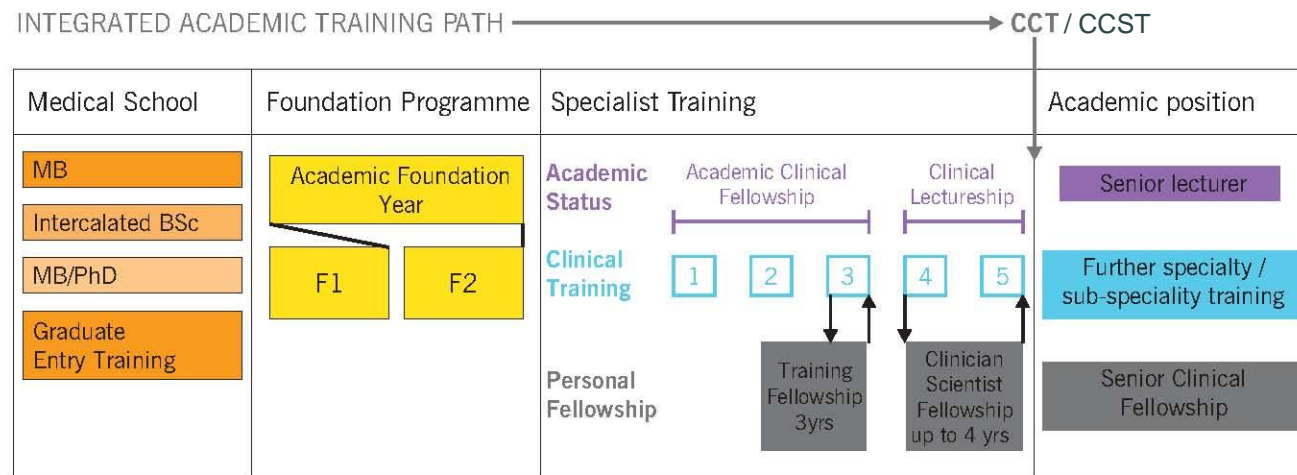 INTEGRATED ACADEMIC TRAINING PATH
CCT / CCST
Medical School
Foundation Programme
Specialist Training
Academic position
MB
Intercalated BSc
MB/PhD
Graduate
Entry Training
Academic Foundation
Year
F1
F2
Academic
Status
Academic Clinical
Fellowship
Clinical
Lectureship
Clinical
Training
1
2
3
4
5
Personal
Fellowship
Training
Fellowship
3yrs
Clinician
Scientist
Fellowship
up to 4 yrs
Senior lecturer
Further specialty /
sub-speciality training
Senior Clinical
Fellowship